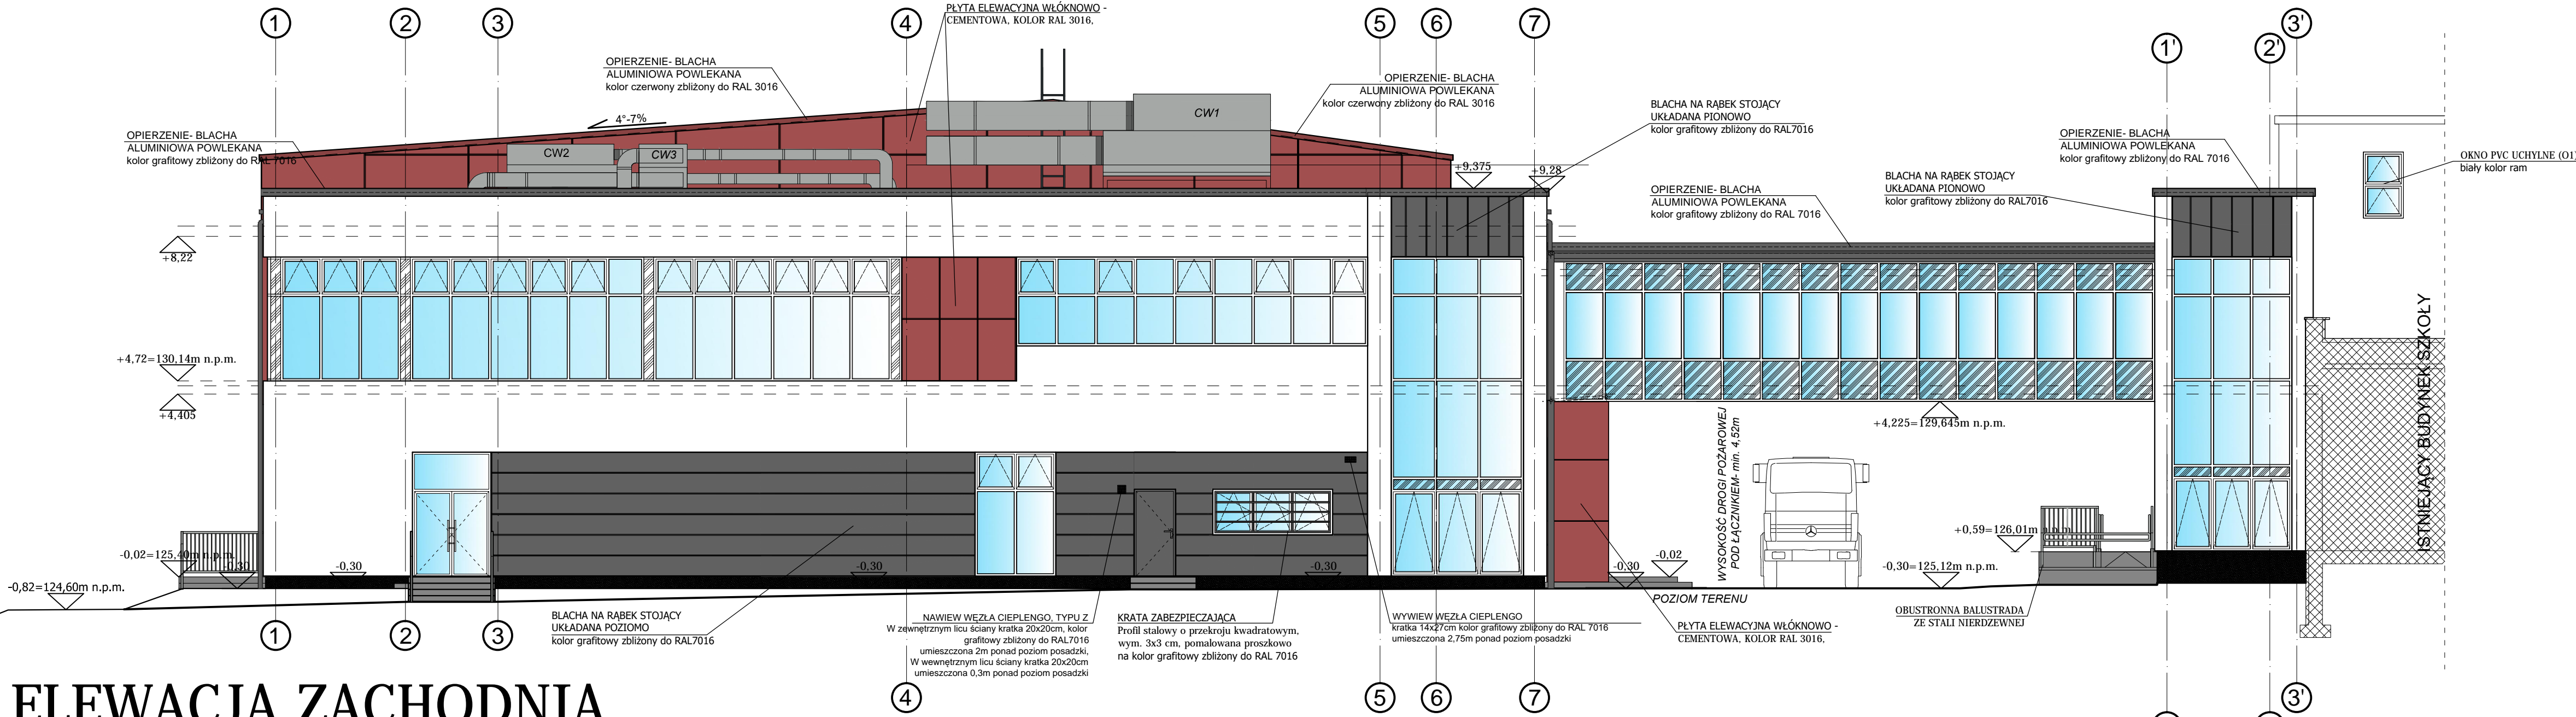 1
2
3
4
5
6
7
1'
2'
3'
PŁYTA ELEWACYJNA WŁÓKNOWO -
CEMENTOWA, KOLOR RAL 3016,
OPIERZENIE- BLACHA
ALUMINIOWA POWLEKANA
kolor czerwony zbliżony do RAL 3016
OPIERZENIE- BLACHA
ALUMINIOWA POWLEKANA
kolor czerwony zbliżony do RAL 3016
BLACHA NA RĄBEK STOJĄCY
UKŁADANA PIONOWO
kolor grafitowy zbliżony do RAL7016
OPIERZENIE- BLACHA
ALUMINIOWA POWLEKANA
kolor grafitowy zbliżony do RAL 7016
4°-7%
CW1
CW2
CW3
OPIERZENIE- BLACHA
ALUMINIOWA POWLEKANA
kolor grafitowy zbliżony do RAL 7016
OKNO PVC UCHYLNE (O1)
biały kolor ram
+9,375
+9,28
OPIERZENIE- BLACHA
ALUMINIOWA POWLEKANA
kolor grafitowy zbliżony do RAL 7016
BLACHA NA RĄBEK STOJĄCY
UKŁADANA PIONOWO
kolor grafitowy zbliżony do RAL7016
+8,22
+4,72=130,14m n.p.m.
+4,405
+4,225=129,645m n.p.m.
WYSOKOŚĆ DROGI POŻAROWEJ
POD ŁĄCZNIKIEM- min. 4,52m
ISTNIEJĄCY BUDYNEK SZKOŁY
+0,59=126,01m n.p.m.
-0,02=125,40m n.p.m.
-0,30
-0,30
-0,30
-0,30
-0,30
-0,02
-0,30=125,12m n.p.m.
-0,82=124,60m n.p.m.
POZIOM TERENU
BLACHA NA RĄBEK STOJĄCY
UKŁADANA POZIOMO
kolor grafitowy zbliżony do RAL7016
NAWIEW WĘZŁA CIEPLENGO, TYPU Z
W zewnętrznym licu ściany kratka 20x20cm, kolor
grafitowy zbliżony do RAL7016
umieszczona 2m ponad poziom posadzki,
W wewnętrznym licu ściany kratka 20x20cm
umieszczona 0,3m ponad poziom posadzki
KRATA ZABEZPIECZAJĄCA
Profil stalowy o przekroju kwadratowym,
wym. 3x3 cm, pomalowana proszkowo
na kolor grafitowy zbliżony do RAL 7016
WYWIEW WĘZŁA CIEPLENGO
kratka 14x27cm kolor grafitowy zbliżony do RAL 7016
umieszczona 2,75m ponad poziom posadzki
PŁYTA ELEWACYJNA WŁÓKNOWO -
CEMENTOWA, KOLOR RAL 3016,
OBUSTRONNA BALUSTRADA
ZE STALI NIERDZEWNEJ
1
2
3
4
5
6
7
3'
ELEWACJA ZACHODNIA